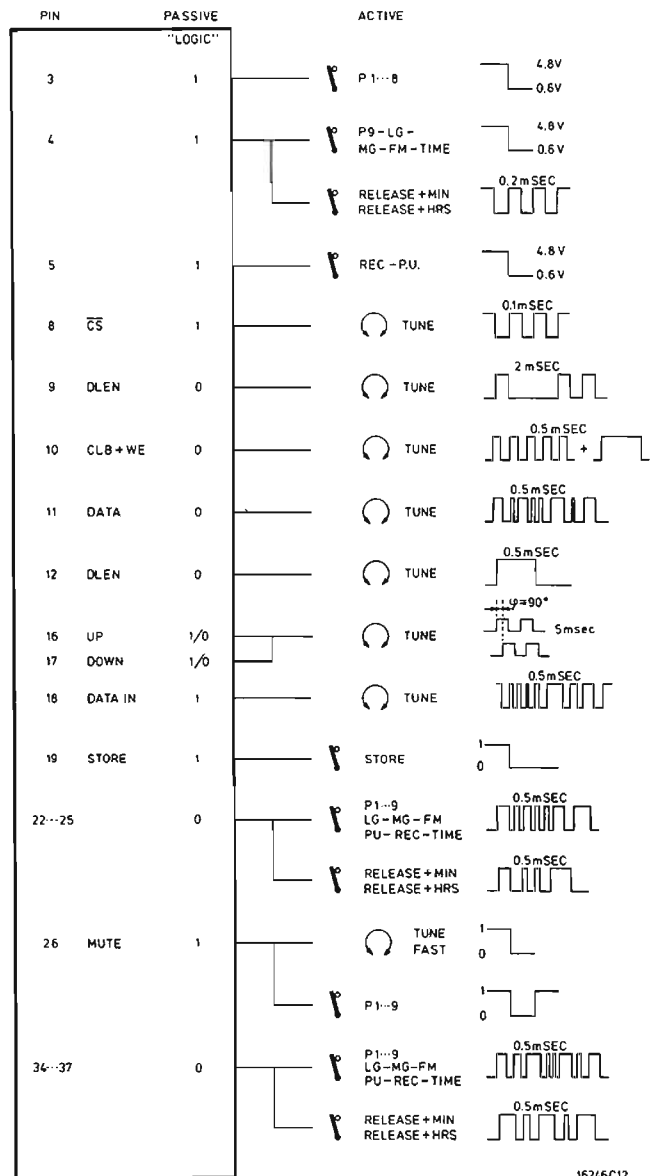 PIN PASSIVE ACTIVE
"LOGIC"
3 1 P1···8 4.8V
0.6V
4 1 P9-LG- 4.8V
MG-FM-TIME 0.6V
RELEASE+MIN 0.2mSEC
RELEASE+HRS
5 1 REC-P.U. 4.8V
0.6V
8 C̅S̅ 1 TUNE 0.1mSEC
9 DLEN 0 TUNE 2mSEC
10 CLB+WE 0 TUNE 0.5mSEC +
11 DATA 0 TUNE 0.5mSEC
12 DLEN 0 TUNE 0.5mSEC
φ=90°
16 UP 1/0 TUNE 5msec
17 DOWN 1/0
18 DATA IN 1 TUNE 0.5mSEC
19 STORE 1 STORE 1
0
22···25 0 P1···9 0.5mSEC
LG-MG-FM
PU-REC-TIME
RELEASE+MIN 0.5mSEC
RELEASE+HRS
26 MUTE 1 TUNE 1
FAST 0
P1···9 1
0
34···37 0 P1···9 0.5mSEC
LG-MG-FM
PU-REC-TIME
RELEASE+MIN 0.5mSEC
RELEASE+HRS
16246C12